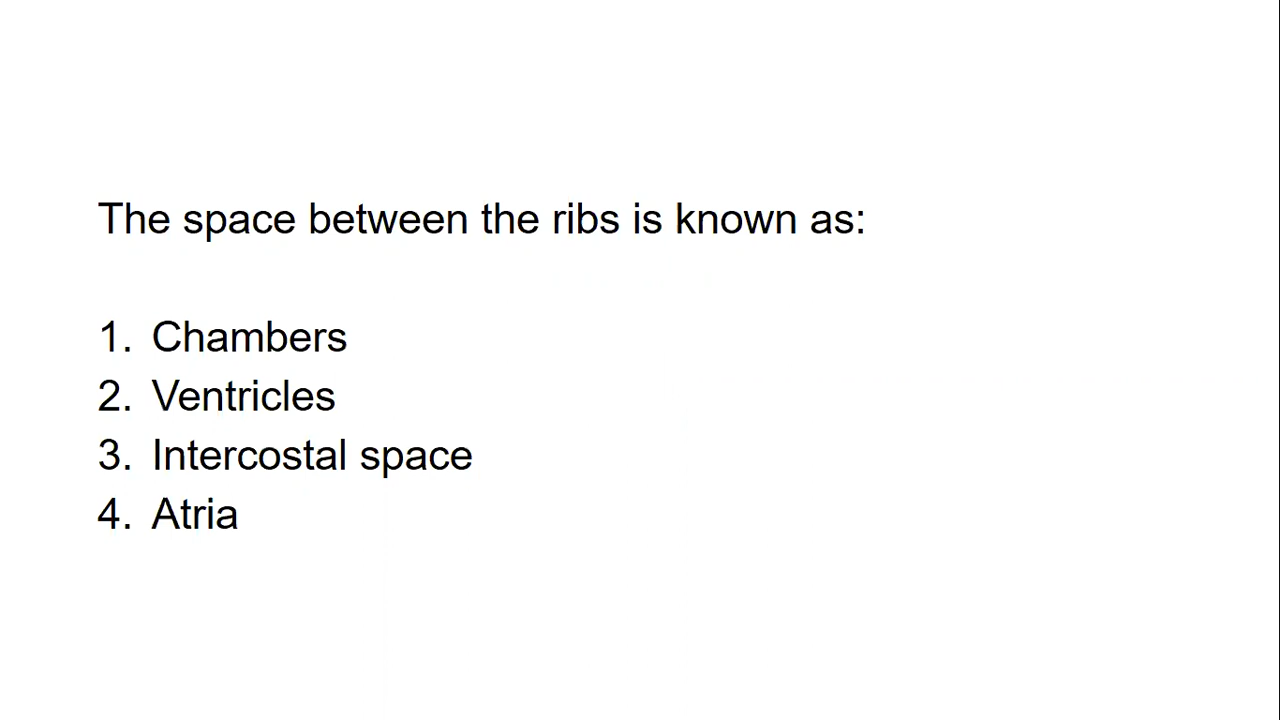 The space between the ribs is known as:
1. Chambers
2. Ventricles
3. Intercostal space
4. Atria